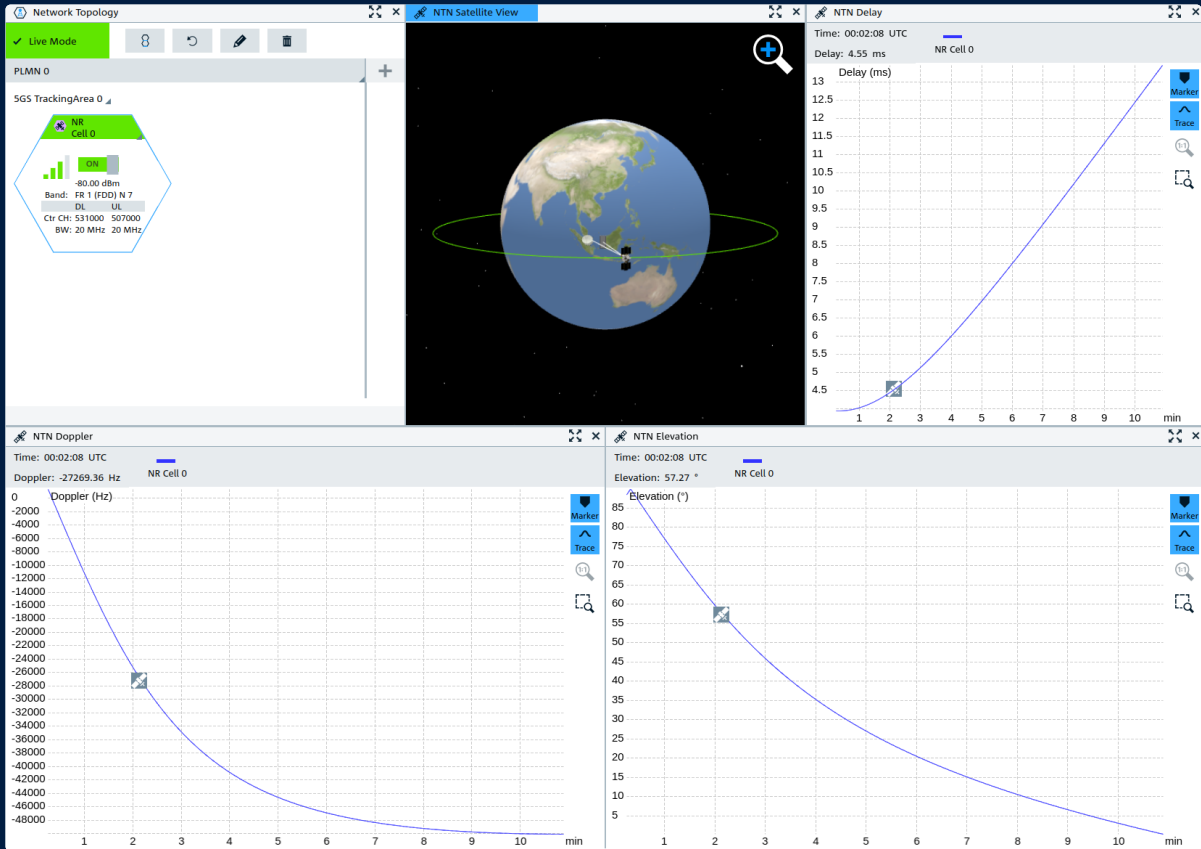 Network Topology
Live Mode
PLMN 0
5GS TrackingArea 0
NR
Cell 0
ON
-80.00 dBm
Band: FR 1 (FDD) N 7
DL UL
Ctr CH: 531000 507000
BW: 20 MHz 20 MHz
NTN Satellite View
NTN Delay
Time: 00:02:08 UTC
Delay: 4.55 ms
NR Cell 0
Delay (ms)
13
12.5
12
11.5
11
10.5
10
9.5
9
8.5
8
7.5
7
6.5
6
5.5
5
4.5
1 2 3 4 5 6 7 8 9 10 min
Marker
Trace
1:1
NTN Doppler
Time: 00:02:08 UTC
Doppler: -27269.36 Hz
NR Cell 0
Doppler (Hz)
0
-2000
-4000
-6000
-8000
-10000
-12000
-14000
-16000
-18000
-20000
-22000
-24000
-26000
-28000
-30000
-32000
-34000
-36000
-38000
-40000
-42000
-44000
-46000
-48000
1 2 3 4 5 6 7 8 9 10 min
Marker
Trace
1:1
NTN Elevation
Time: 00:02:08 UTC
Elevation: 57.27 °
NR Cell 0
Elevation (°)
85
80
75
70
65
60
55
50
45
40
35
30
25
20
15
10
5
1 2 3 4 5 6 7 8 9 10 min
Marker
Trace
1:1